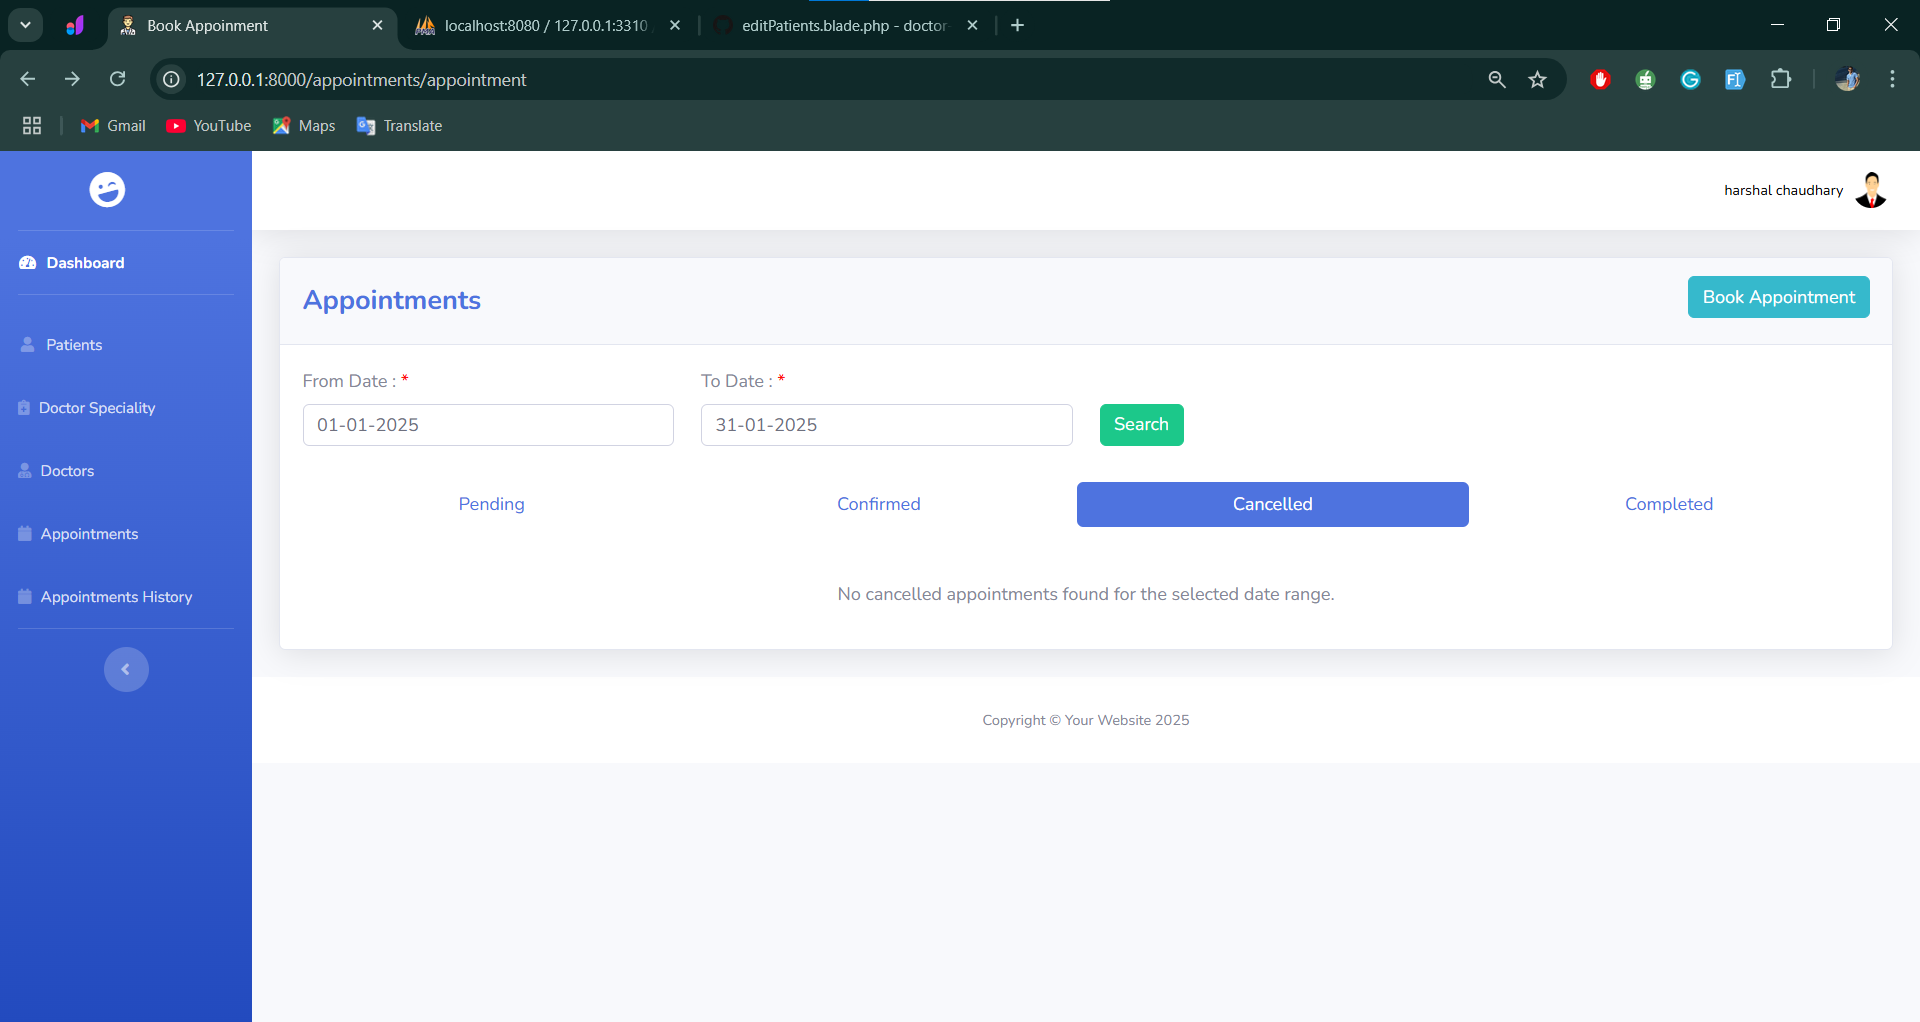 Book Appoinment
localhost:8080 / 127.0.0.1:3310
editPatients.blade.php - doctor-
127.0.0.1:8000/appointments/appointment
Gmail YouTube Maps Translate
harshal chaudhary
Dashboard
Patients
Doctor Speciality
Doctors
Appointments
Appointments History
Appointments
Book Appointment
From Date : *
To Date : *
01-01-2025
31-01-2025
Search
Pending Confirmed Cancelled Completed
No cancelled appointments found for the selected date range.
Copyright © Your Website 2025